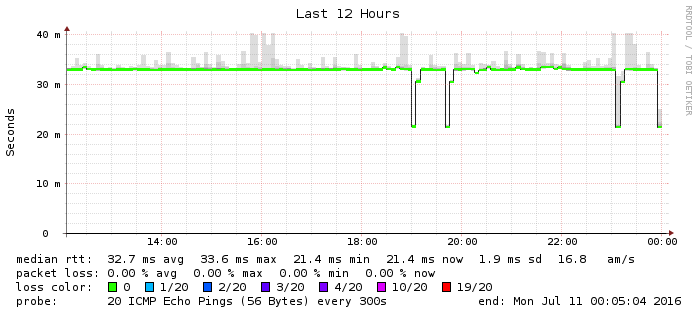 Last 12 Hours
RRDTOOL / TOBI OETIKER
Seconds
40 m
30 m
20 m
10 m
0
14:00 16:00 18:00 20:00 22:00 00:00
median rtt: 32.7 ms avg 33.6 ms max 21.4 ms min 21.4 ms now 1.9 ms sd 16.8 am/s
packet loss: 0.00 % avg 0.00 % max 0.00 % min 0.00 % now
loss color: 0 1/20 2/20 3/20 4/20 10/20 19/20
probe: 20 ICMP Echo Pings (56 Bytes) every 300s end: Mon Jul 11 00:05:04 2016